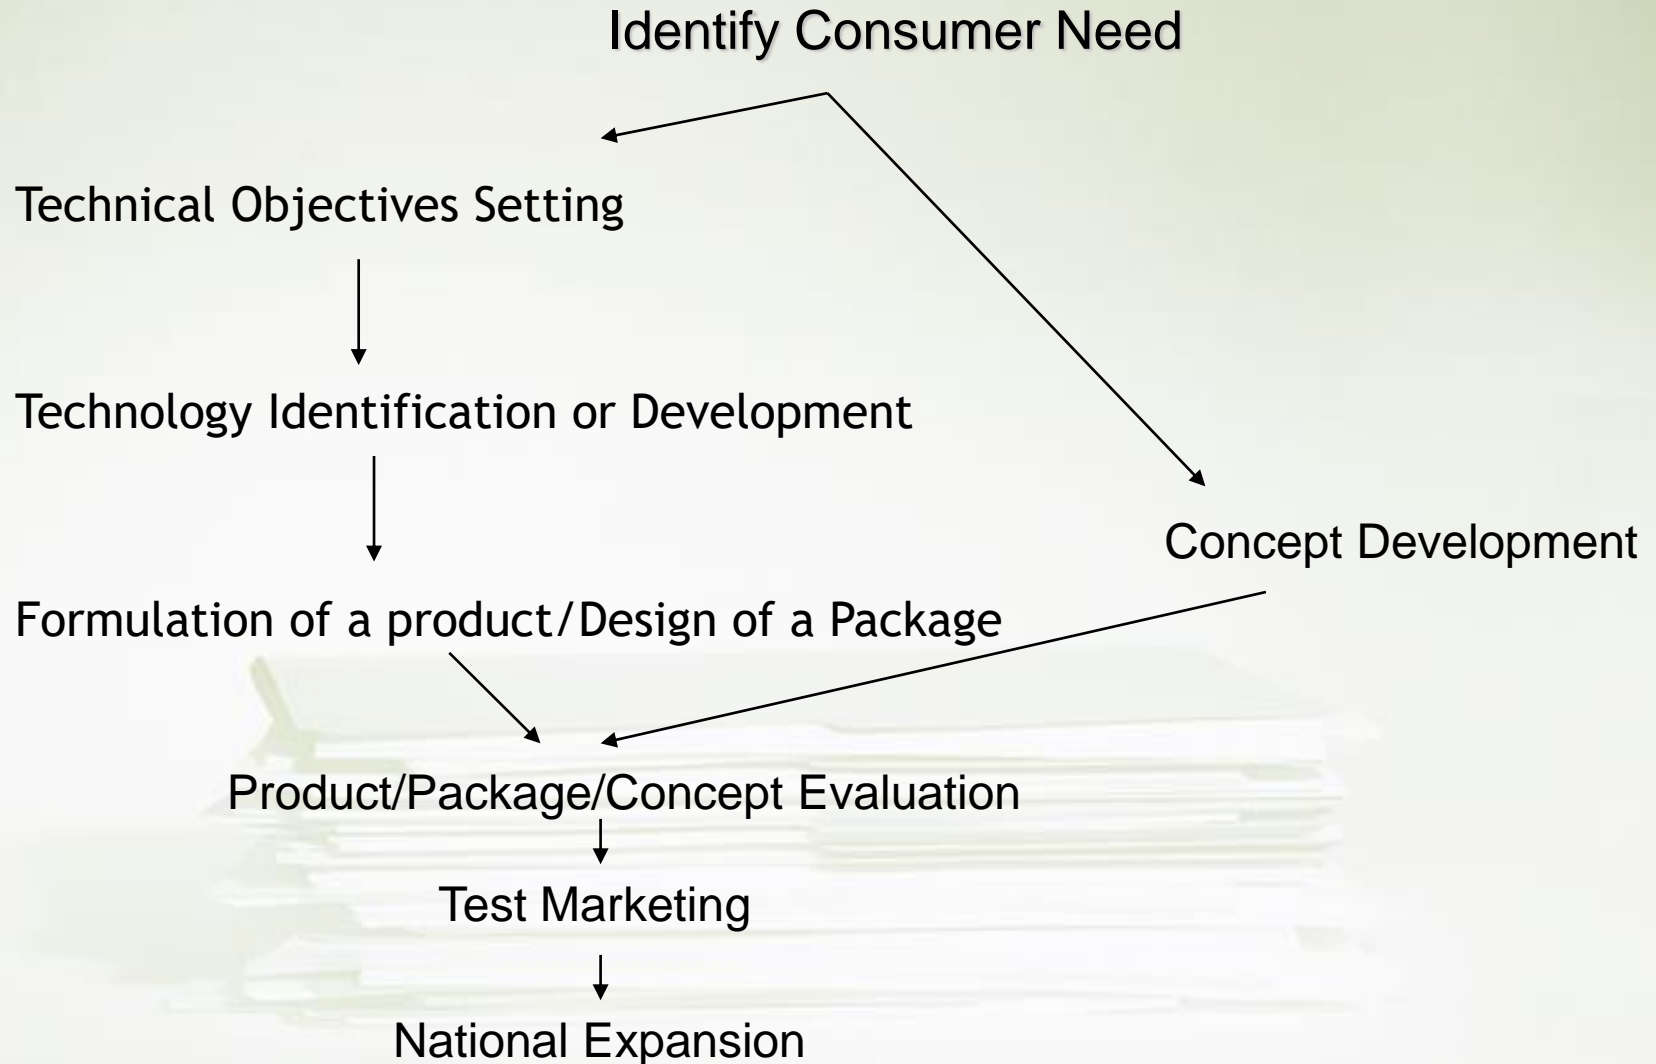 Identify Consumer Need
Technical Objectives Setting
Technology Identification or Development
Concept Development
Formulation of a product/Design of a Package
Product/Package/Concept Evaluation
Test Marketing
National Expansion